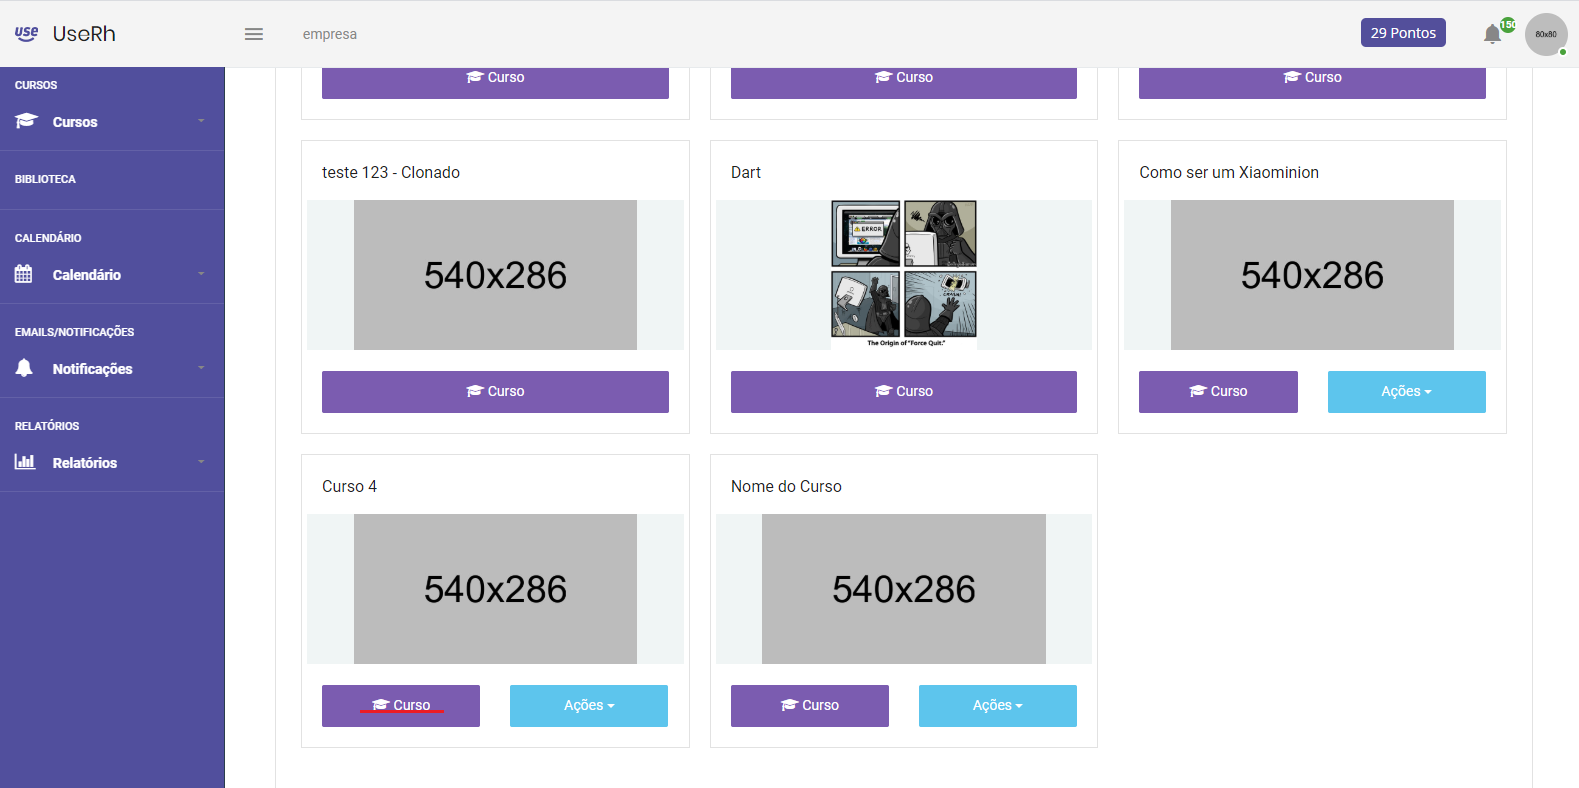 use UseRh
empresa
29 Pontos
150
80x80
CURSOS
Cursos
BIBLIOTECA
CALENDÁRIO
Calendário
EMAILS/NOTIFICAÇÕES
Notificações
RELATÓRIOS
Relatórios
Curso
Curso
Curso
teste 123 - Clonado
540x286
Curso
Dart
ERROR
CRASH!
The Origin of "Force Quit."
Curso
Como ser um Xiaominion
540x286
Curso
Ações
Curso 4
540x286
Curso
Ações
Nome do Curso
540x286
Curso
Ações